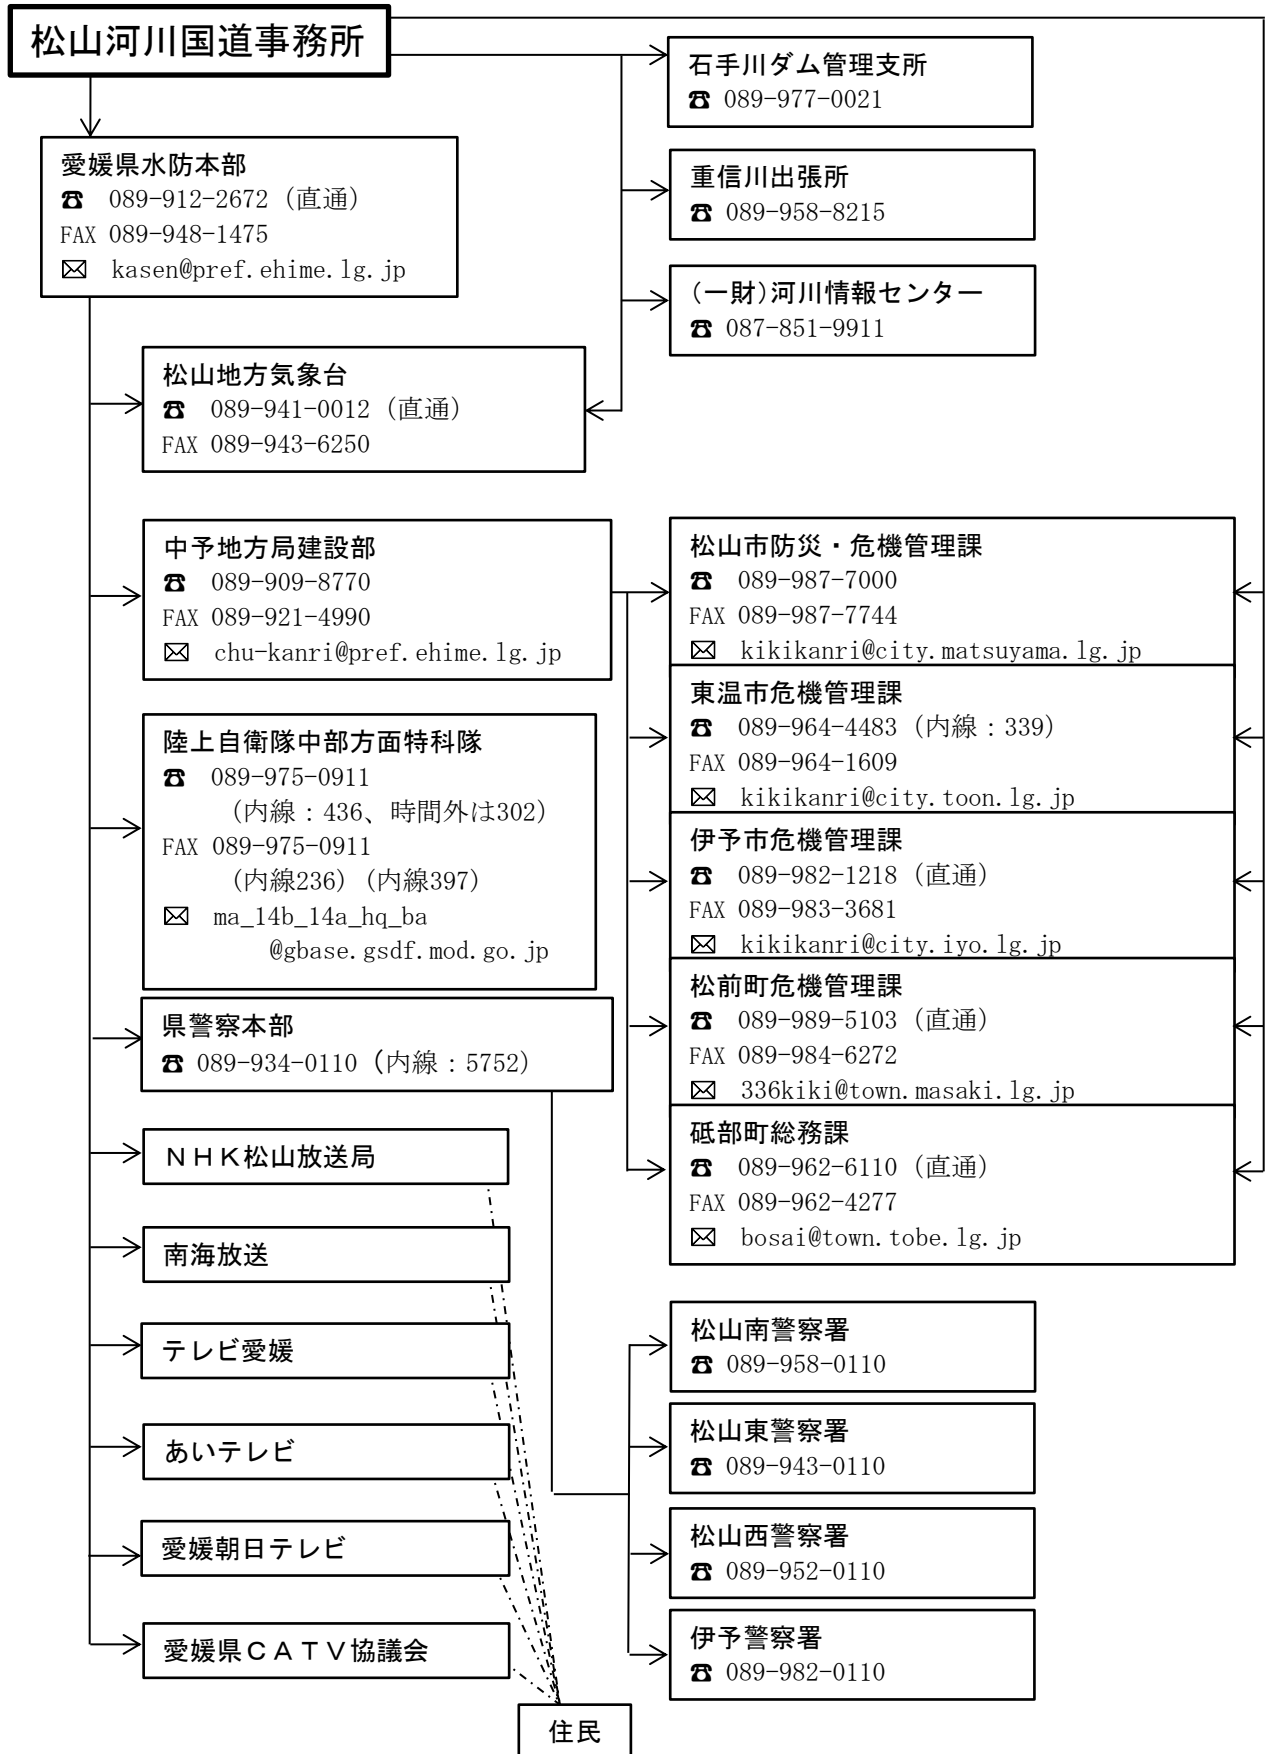 松山河川国道事務所
石手川ダム管理支所
☎ 089-977-0021
愛媛県水防本部
☎ 089-912-2672（直通）
FAX 089-948-1475
✉ kasen@pref.ehime.lg.jp
重信川出張所
☎ 089-958-8215
(一財)河川情報センター
☎ 087-851-9911
松山地方気象台
☎ 089-941-0012（直通）
FAX 089-943-6250
中予地方局建設部
☎ 089-909-8770
FAX 089-921-4990
✉ chu-kanri@pref.ehime.lg.jp
松山市防災・危機管理課
☎ 089-987-7000
FAX 089-987-7744
✉ kikikanri@city.matsuyama.lg.jp
東温市危機管理課
☎ 089-964-4483（内線：339）
FAX 089-964-1609
✉ kikikanri@city.toon.lg.jp
伊予市危機管理課
☎ 089-982-1218（直通）
FAX 089-983-3681
✉ kikikanri@city.iyo.lg.jp
松前町危機管理課
☎ 089-989-5103（直通）
FAX 089-984-6272
✉ 336kiki@town.masaki.lg.jp
砥部町総務課
☎ 089-962-6110（直通）
FAX 089-962-4277
✉ bosai@town.tobe.lg.jp
陸上自衛隊中部方面特科隊
☎ 089-975-0911
（内線：436、時間外は302）
FAX 089-975-0911
（内線236）（内線397）
✉ ma_14b_14a_hq_ba
@gbase.gsdf.mod.go.jp
県警察本部
☎ 089-934-0110（内線：5752）
ＮＨＫ松山放送局
南海放送
テレビ愛媛
あいテレビ
愛媛朝日テレビ
愛媛県ＣＡＴＶ協議会
松山南警察署
☎ 089-958-0110
松山東警察署
☎ 089-943-0110
松山西警察署
☎ 089-952-0110
伊予警察署
☎ 089-982-0110
住民